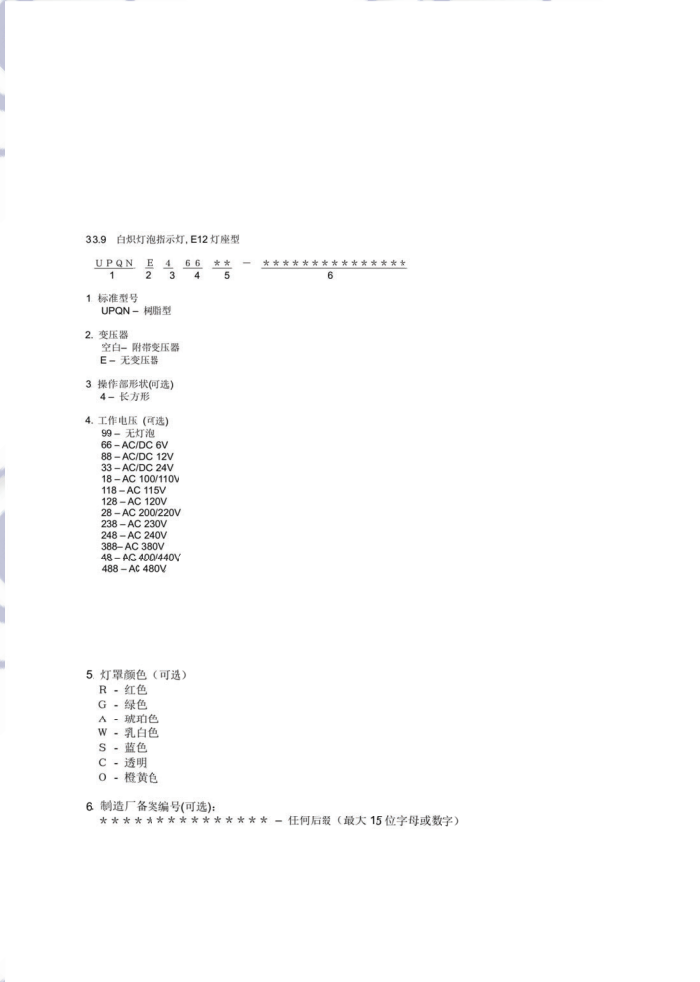 33.9 白炽灯泡指示灯, E12 灯座型
UPQN E 4 66 ** - ***************
1 2 3 4 5 6
1 标准型号
UPQN – 树脂型
2. 变压器
空白– 附带变压器
E – 无变压器
3 操作部形状(可选)
4 – 长方形
4. 工作电压 (可选)
99 – 无灯泡
66 – AC/DC 6V
88 – AC/DC 12V
33 – AC/DC 24V
18 – AC 100/110V
118 – AC 115V
128 – AC 120V
28 – AC 200/220V
238 – AC 230V
248 – AC 240V
388– AC 380V
48 – AC 400/440V
488 – AC 480V
5. 灯罩颜色（可选）
R - 红色
G - 绿色
A - 琥珀色
W - 乳白色
S - 蓝色
C - 透明
O - 橙黄色
6. 制造厂备案编号(可选):
*************** – 任何后缀（最大 15 位字母或数字）